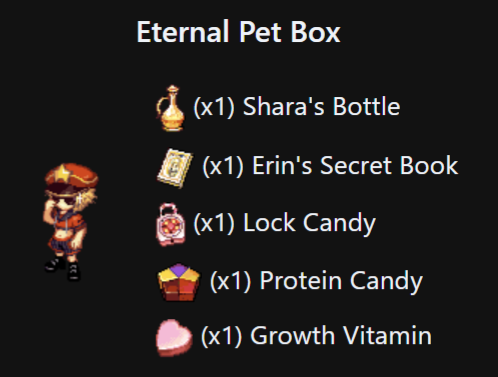 Eternal Pet Box
(x1) Shara's Bottle
(x1) Erin's Secret Book
(x1) Lock Candy
(x1) Protein Candy
(x1) Growth Vitamin